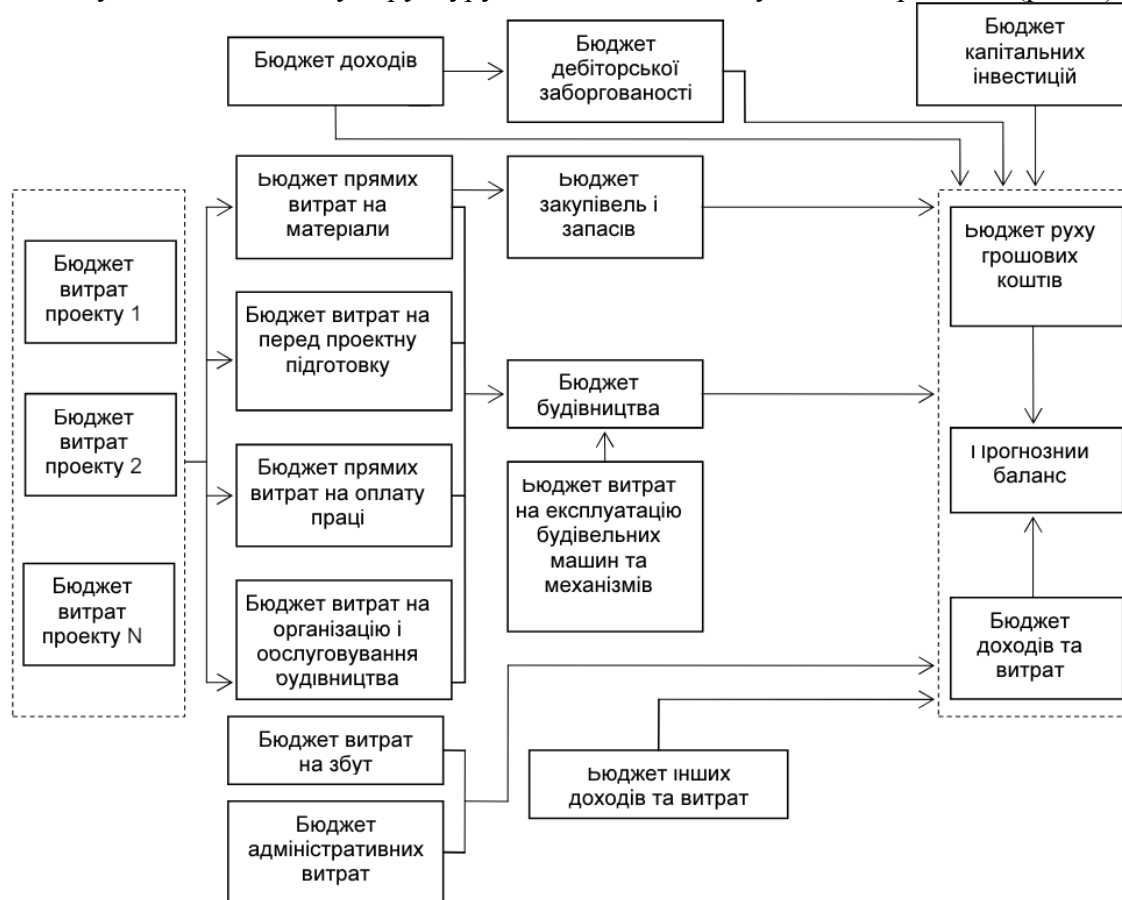 Бюджет доходів
Бюджет
дебіторської
заборгованості
Бюджет
капітальних
інвестицій
Бюджет прямих
витрат на
матеріали
Бюджет
закупівель і
запасів
Бюджет руху
грошових
коштів
Бюджет
витрат
проекту 1
Бюджет витрат на
перед проектну
підготовку
Бюджет
будівництва
Бюджет
витрат
проекту 2
Бюджет прямих
витрат на оплату
праці
Бюджет витрат
на експлуатацію
будівельних
машин та
механізмів
Прогнозний
баланс
Бюджет
витрат
проекту N
Бюджет витрат на
організацію і
обслуговування
будівництва
Бюджет
доходів та
витрат
Бюджет витрат
на збут
Бюджет інших
доходів та витрат
Бюджет
адміністративних
витрат